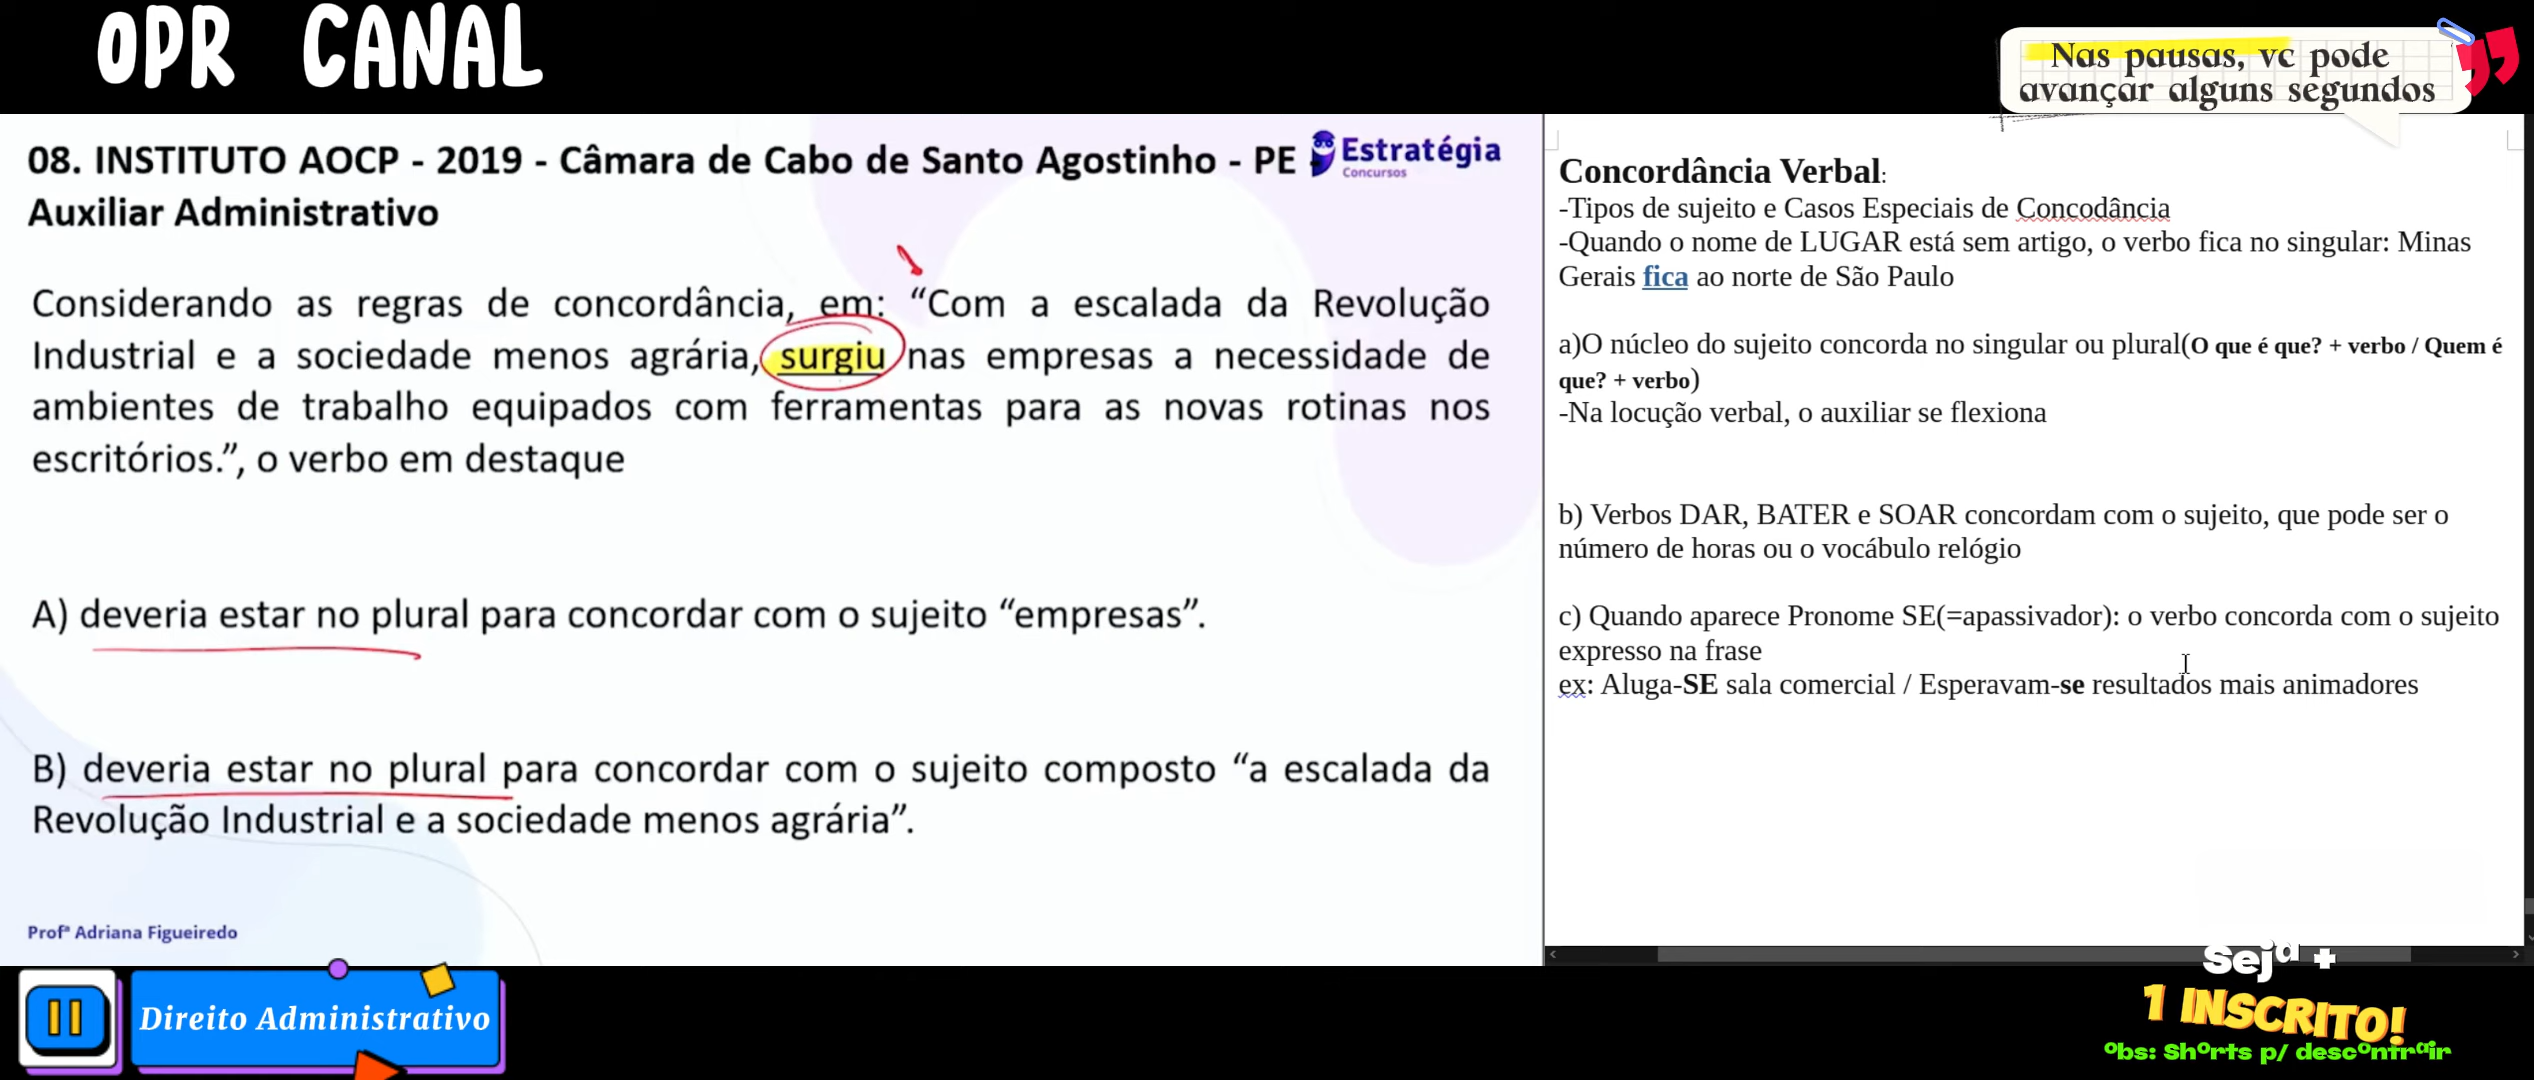 OPR CANAL
Nas pausas, vc pode
avançar alguns segundos
08. INSTITUTO AOCP - 2019 - Câmara de Cabo de Santo Agostinho - PE
Auxiliar Administrativo
Estratégia
Concursos
Considerando as regras de concordância, em: “Com a escalada da Revolução
Industrial e a sociedade menos agrária, surgiu nas empresas a necessidade de
ambientes de trabalho equipados com ferramentas para as novas rotinas nos
escritórios.”, o verbo em destaque
A) deveria estar no plural para concordar com o sujeito “empresas”.
B) deveria estar no plural para concordar com o sujeito composto “a escalada da
Revolução Industrial e a sociedade menos agrária”.
Profª Adriana Figueiredo
Concordância Verbal:
-Tipos de sujeito e Casos Especiais de Concodância
-Quando o nome de LUGAR está sem artigo, o verbo fica no singular: Minas
Gerais fica ao norte de São Paulo
a)O núcleo do sujeito concorda no singular ou plural(O que é que? + verbo / Quem é
que? + verbo)
-Na locução verbal, o auxiliar se flexiona
b) Verbos DAR, BATER e SOAR concordam com o sujeito, que pode ser o
número de horas ou o vocábulo relógio
c) Quando aparece Pronome SE(=apassivador): o verbo concorda com o sujeito
expresso na frase
ex: Aluga-SE sala comercial / Esperavam-se resultados mais animadores
Direito Administrativo
Seja +
1 INSCRITO!
obs: Shorts p/ descontrair